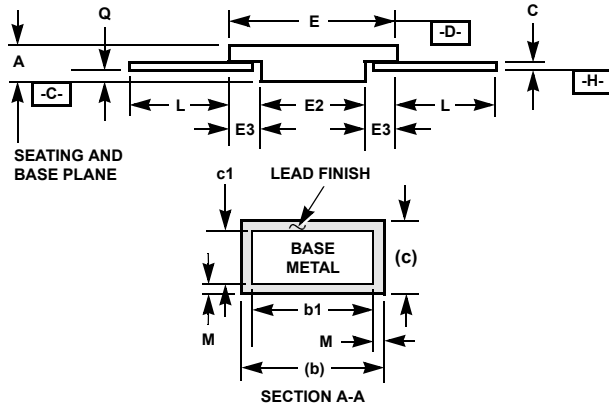 Q
E
-D-
C
A
-C-
-H-
L
E2
L
E3
E3
SEATING AND
BASE PLANE
c1
LEAD FINISH
BASE
METAL
(c)
b1
M
M
(b)
SECTION A-A